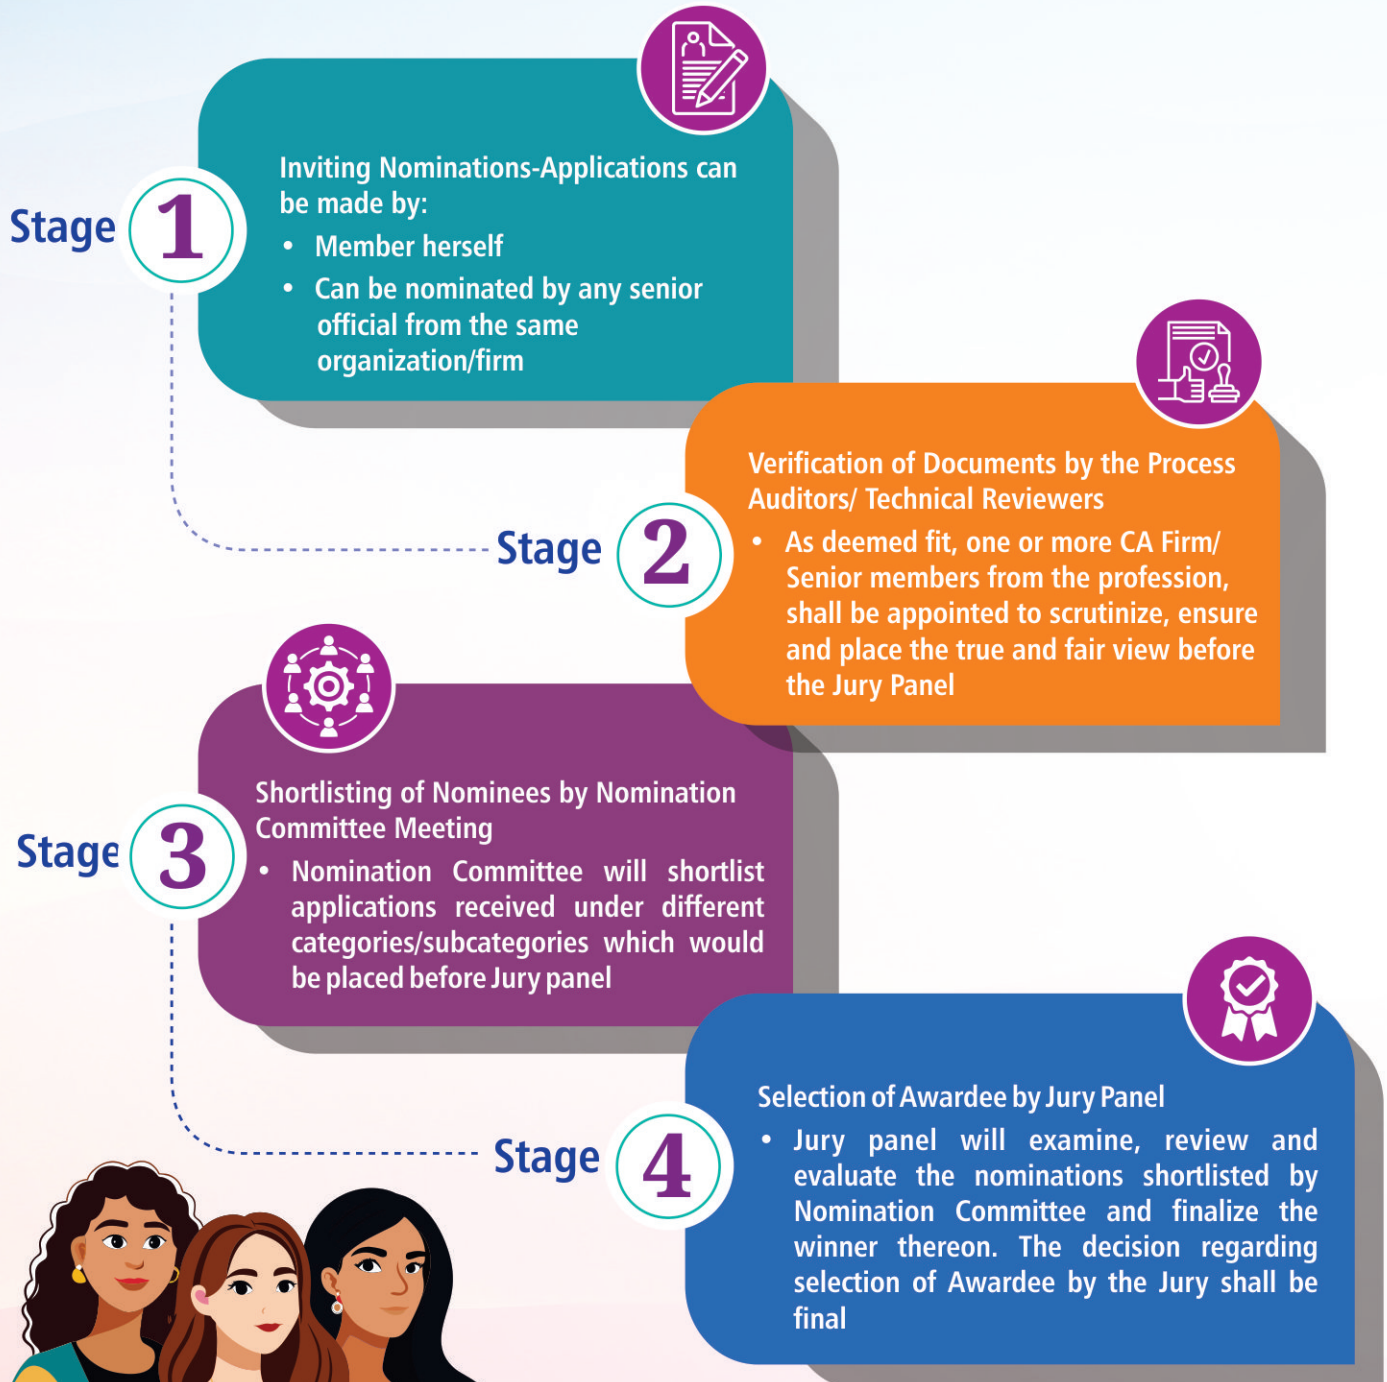 Stage 1
Inviting Nominations-Applications can
be made by:
• Member herself
• Can be nominated by any senior
official from the same
organization/firm
Stage 2
Verification of Documents by the Process
Auditors/ Technical Reviewers
• As deemed fit, one or more CA Firm/
Senior members from the profession,
shall be appointed to scrutinize, ensure
and place the true and fair view before
the Jury Panel
Stage 3
Shortlisting of Nominees by Nomination
Committee Meeting
• Nomination Committee will shortlist
applications received under different
categories/subcategories which would
be placed before Jury panel
Stage 4
Selection of Awardee by Jury Panel
• Jury panel will examine, review and
evaluate the nominations shortlisted by
Nomination Committee and finalize the
winner thereon. The decision regarding
selection of Awardee by the Jury shall be
final